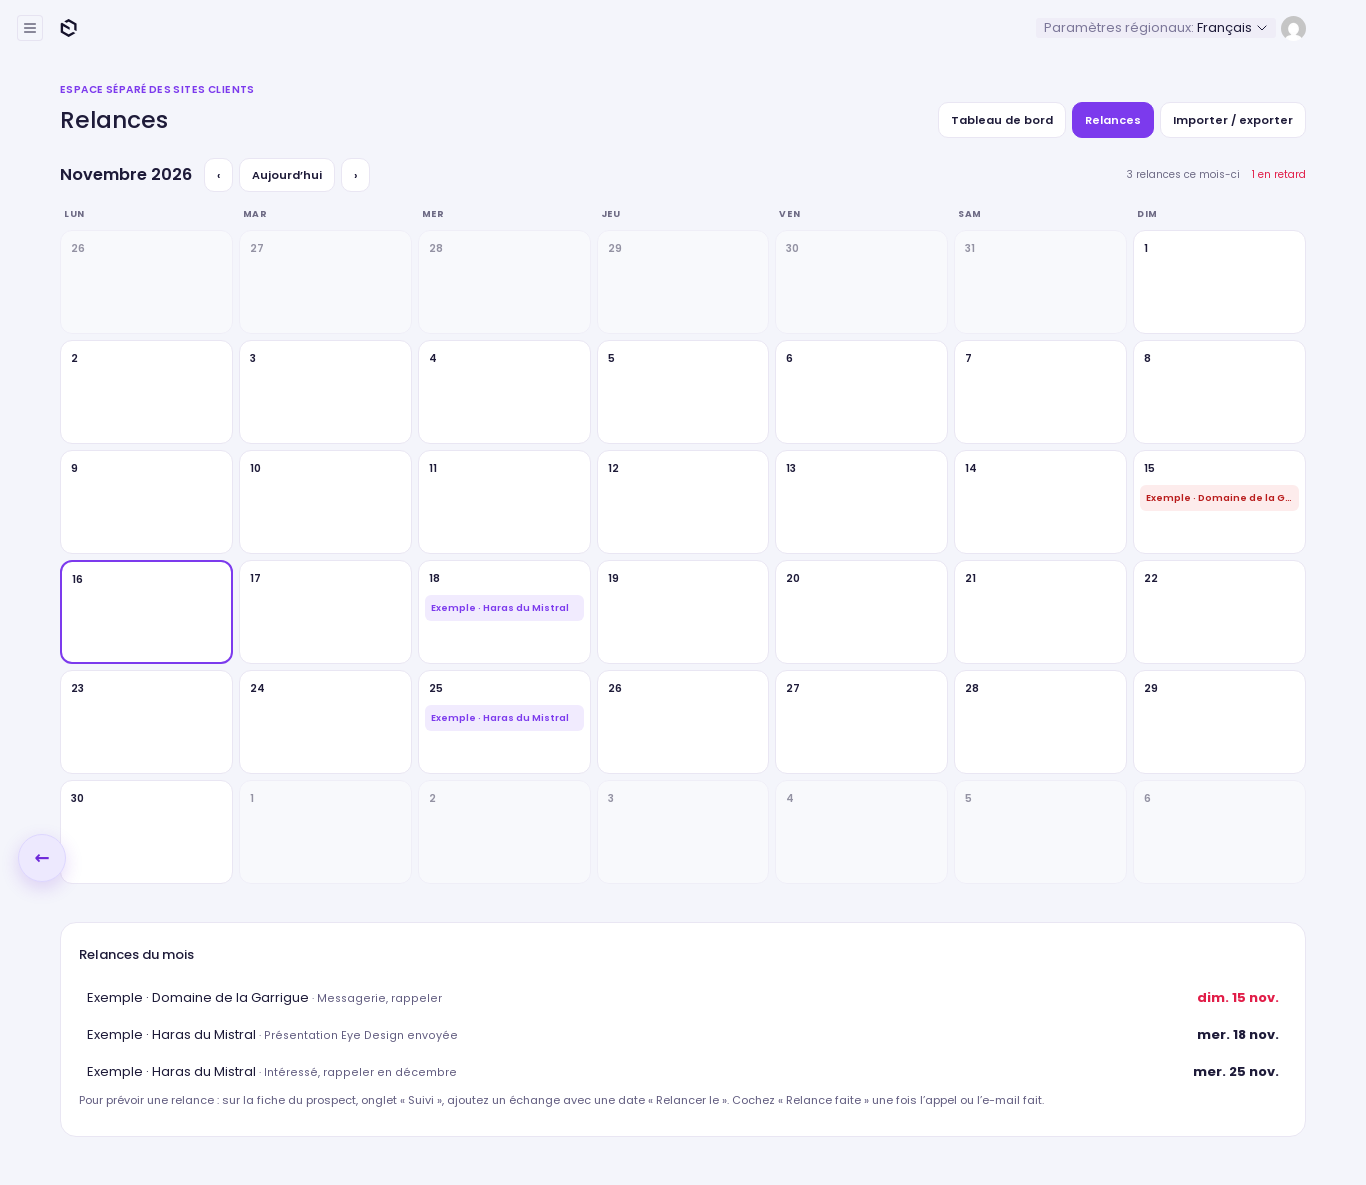 Paramètres régionaux: Français
ESPACE SÉPARÉ DES SITES CLIENTS
Relances
Tableau de bord
Relances
Importer / exporter
Novembre 2026
‹
Aujourd’hui
›
3 relances ce mois-ci
1 en retard
LUN MAR MER JEU VEN SAM DIM
26 27 28 29 30 31 1
2 3 4 5 6 7 8
9 10 11 12 13 14 15
Exemple · Domaine de la G…
16 17 18 19 20 21 22
Exemple · Haras du Mistral
23 24 25 26 27 28 29
Exemple · Haras du Mistral
30 1 2 3 4 5 6
←
Relances du mois
Exemple · Domaine de la Garrigue · Messagerie, rappeler dim. 15 nov.
Exemple · Haras du Mistral · Présentation Eye Design envoyée mer. 18 nov.
Exemple · Haras du Mistral · Intéressé, rappeler en décembre mer. 25 nov.
Pour prévoir une relance : sur la fiche du prospect, onglet « Suivi », ajoutez un échange avec une date « Relancer le ». Cochez « Relance faite » une fois l’appel ou l’e-mail fait.